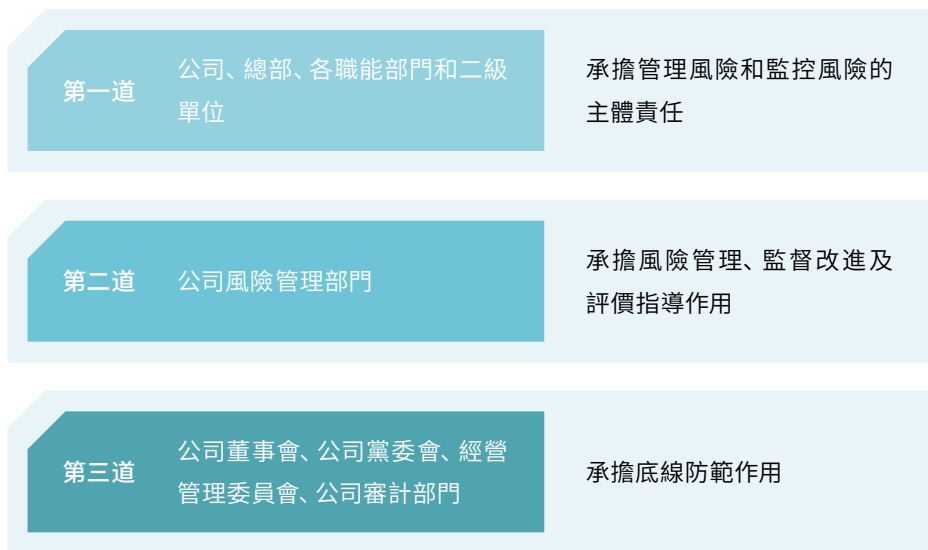 第一道
公司、總部、各職能部門和二級
單位
承擔管理風險和監控風險的
主體責任
第二道
公司風險管理部門
承擔風險管理、監督改進及
評價指導作用
第三道
公司董事會、公司黨委會、經營
管理委員會、公司審計部門
承擔底線防範作用